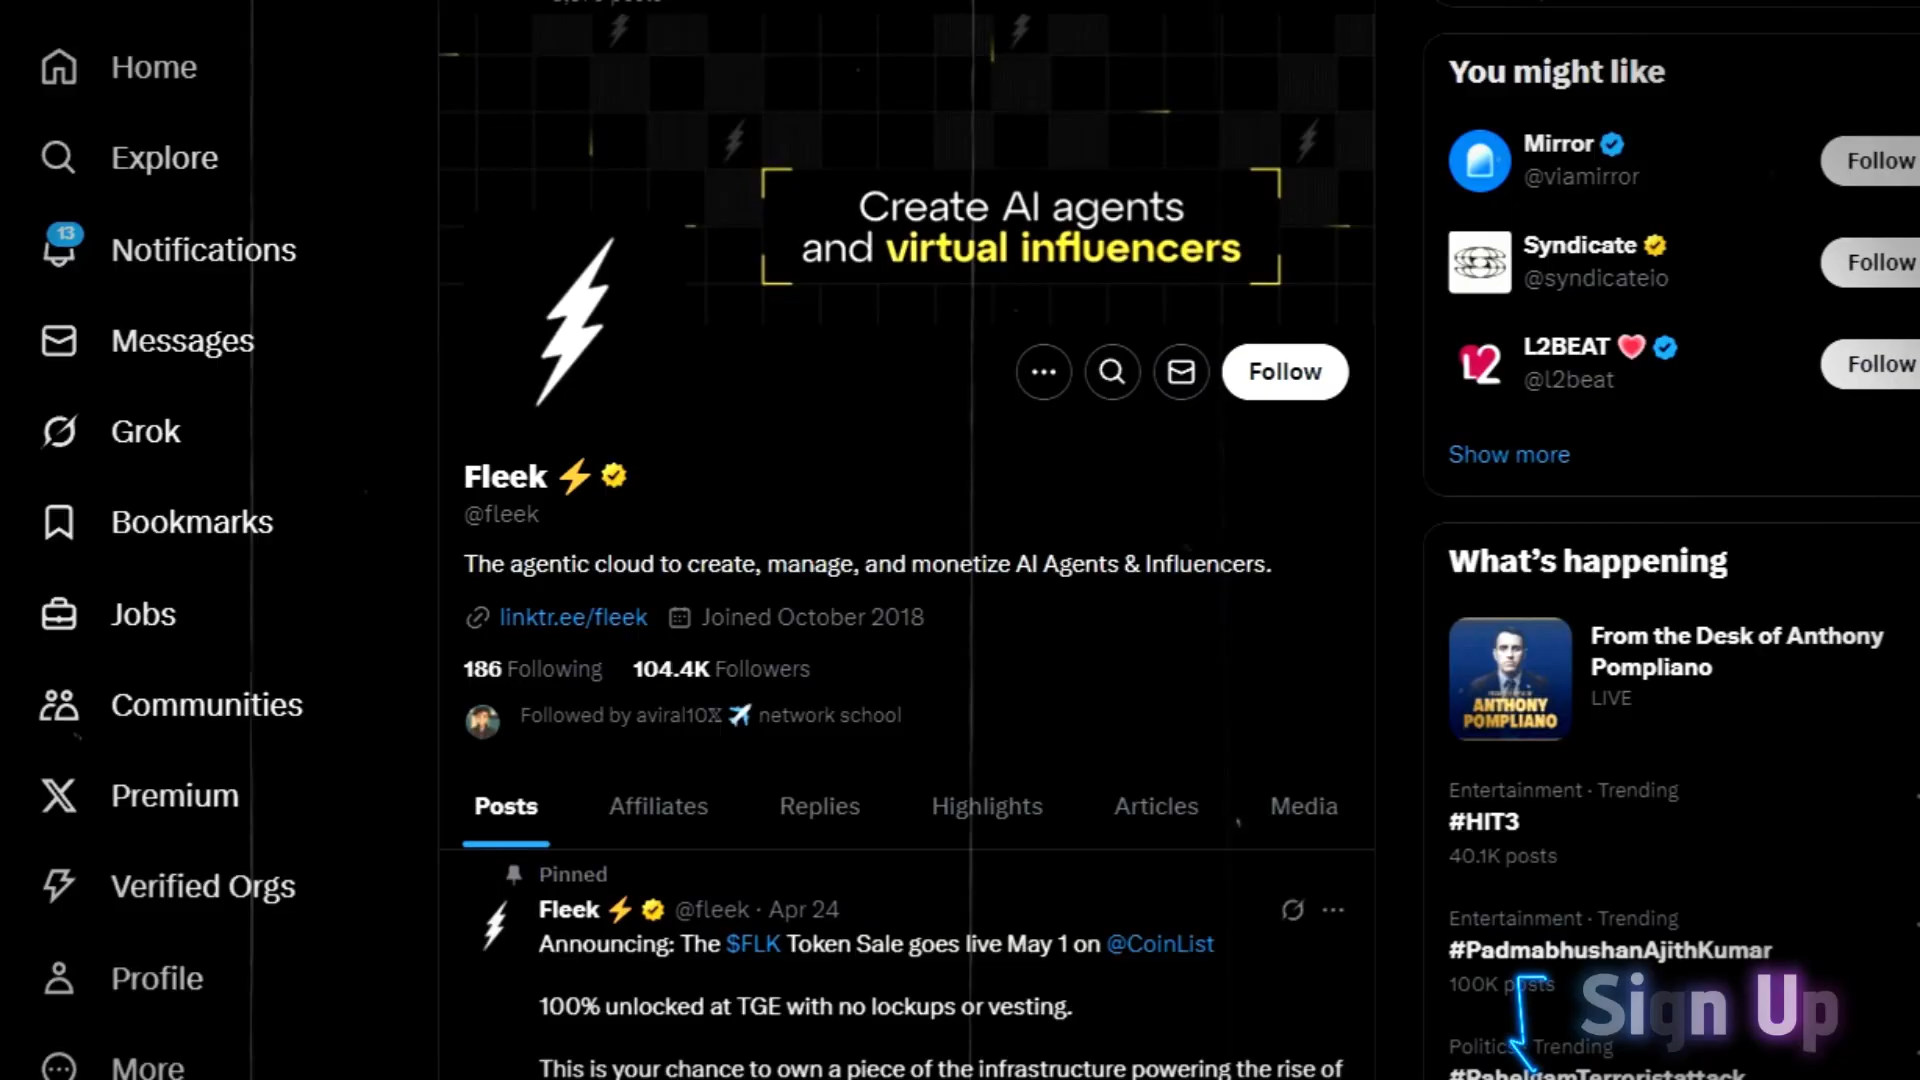 Home
Explore
13
Notifications
Messages
Grok
Bookmarks
Jobs
Communities
Premium
Verified Orgs
Profile
More
Create AI agents
and virtual influencers
Follow
Fleek ⚡
@fleek
The agentic cloud to create, manage, and monetize AI Agents & Influencers.
linktr.ee/fleek Joined October 2018
186 Following 104.4K Followers
Followed by aviral10X ✈️ network school
Posts Affiliates Replies Highlights Articles Media
Pinned
Fleek ⚡ @fleek · Apr 24
Announcing: The $FLK Token Sale goes live May 1 on @CoinList
100% unlocked at TGE with no lockups or vesting.
This is your chance to own a piece of the infrastructure powering the rise of
You might like
Mirror
@viamirror
Follow
Syndicate
@syndicateio
Follow
L2BEAT
@l2beat
Follow
L2
Show more
What's happening
From the Desk of Anthony
Pompliano
LIVE
ANTHONY
POMPLIANO
Entertainment · Trending
#HIT3
40.1K posts
Entertainment · Trending
#PadmabhushanAjithKumar
100K posts
Politics · Trending
#PahelgamTerroristattack
Sign Up